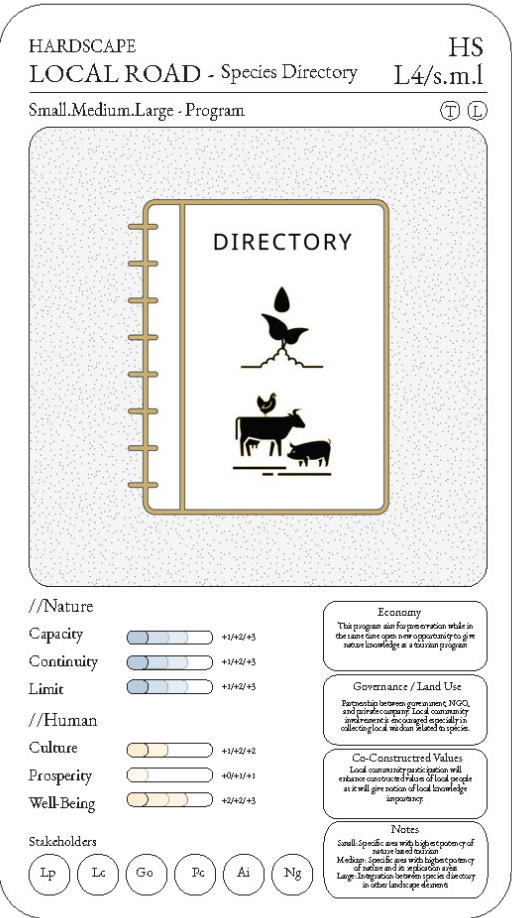 HARDSCAPE
HS
LOCAL ROAD - Species Directory
L4/s.m.l
Small.Medium.Large - Program
T L
DIRECTORY
//Nature
Capacity +1/+2/+3
Continuity +1/+2/+3
Limit +1/+2/+3
//Human
Culture +1/+2/+2
Prosperity +0/+1/+1
Well-Being +2/+2/+3
Stakeholders
Lp Lc Go Pc Ai Ng
Economy
This program aim for preservation while in
the same time open new opportunity to give
nature knowledge as a tourism program
Governance / Land Use
Partnership between government, NGO,
and private company. Local community
involvement is encouraged especially in
collecting local wisdom related to species.
Co-Constructred Values
Local community participation will
enhance constructed values of local people
as it will give notion of local knowledge
importancy.
Notes
Small: Specific area with highest potency of
nature based tourism
Medium: Specific area with highest potency
of nature and its replication areas
Large: Integration between species directory
in other landscape elements